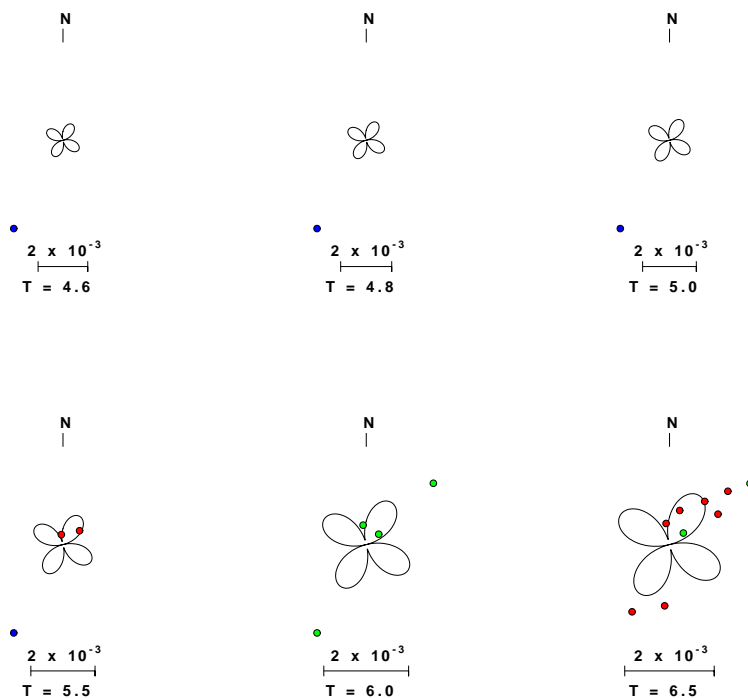 N N N
2 x 10⁻³ 2 x 10⁻³ 2 x 10⁻³
T = 4.6 T = 4.8 T = 5.0
N N N
2 x 10⁻³ 2 x 10⁻³ 2 x 10⁻³
T = 5.5 T = 6.0 T = 6.5